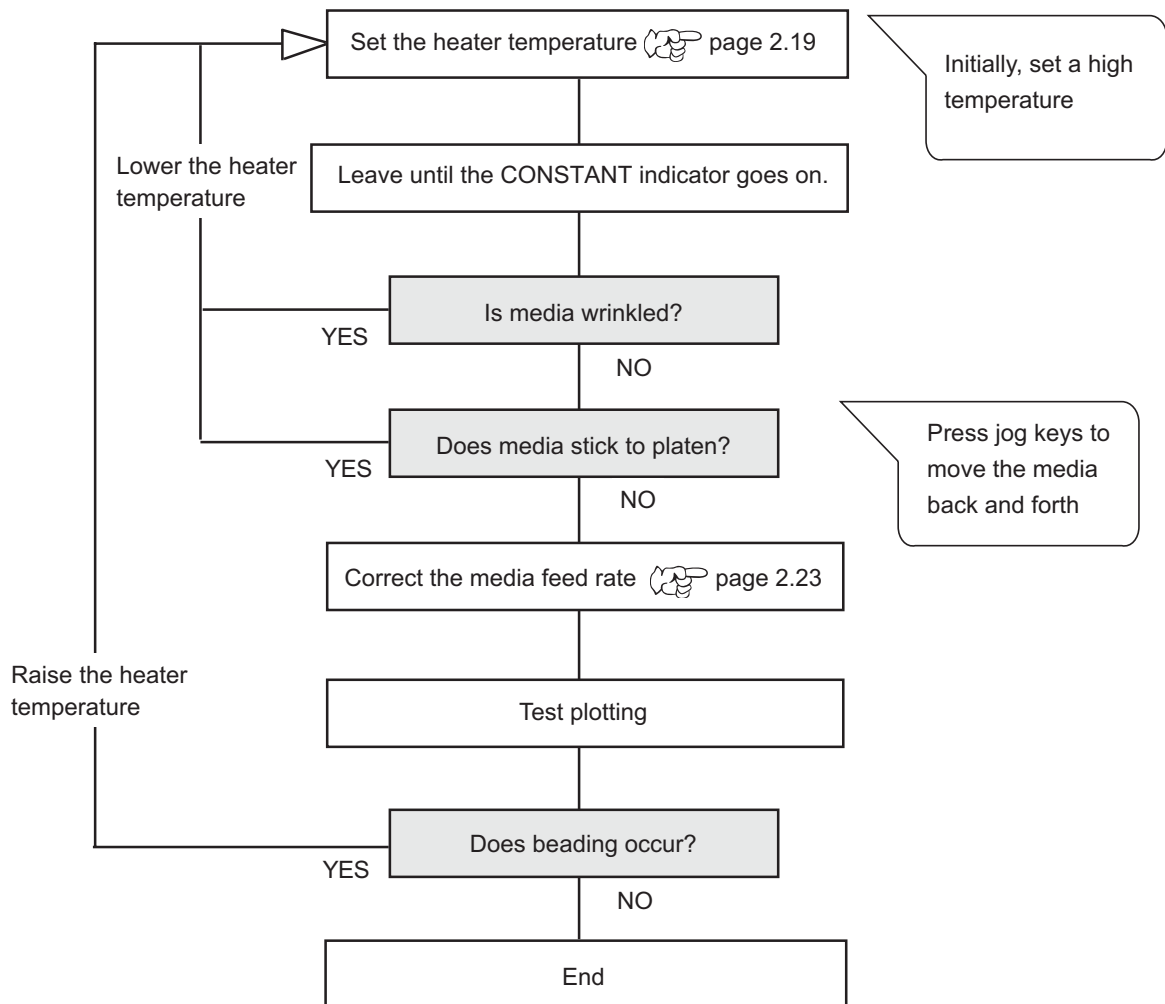 Set the heater temperature page 2.19
Initially, set a high
temperature
Lower the heater
temperature
Leave until the CONSTANT indicator goes on.
Is media wrinkled?
YES
NO
Does media stick to platen?
YES
NO
Press jog keys to
move the media
back and forth
Correct the media feed rate page 2.23
Raise the heater
temperature
Test plotting
Does beading occur?
YES
NO
End